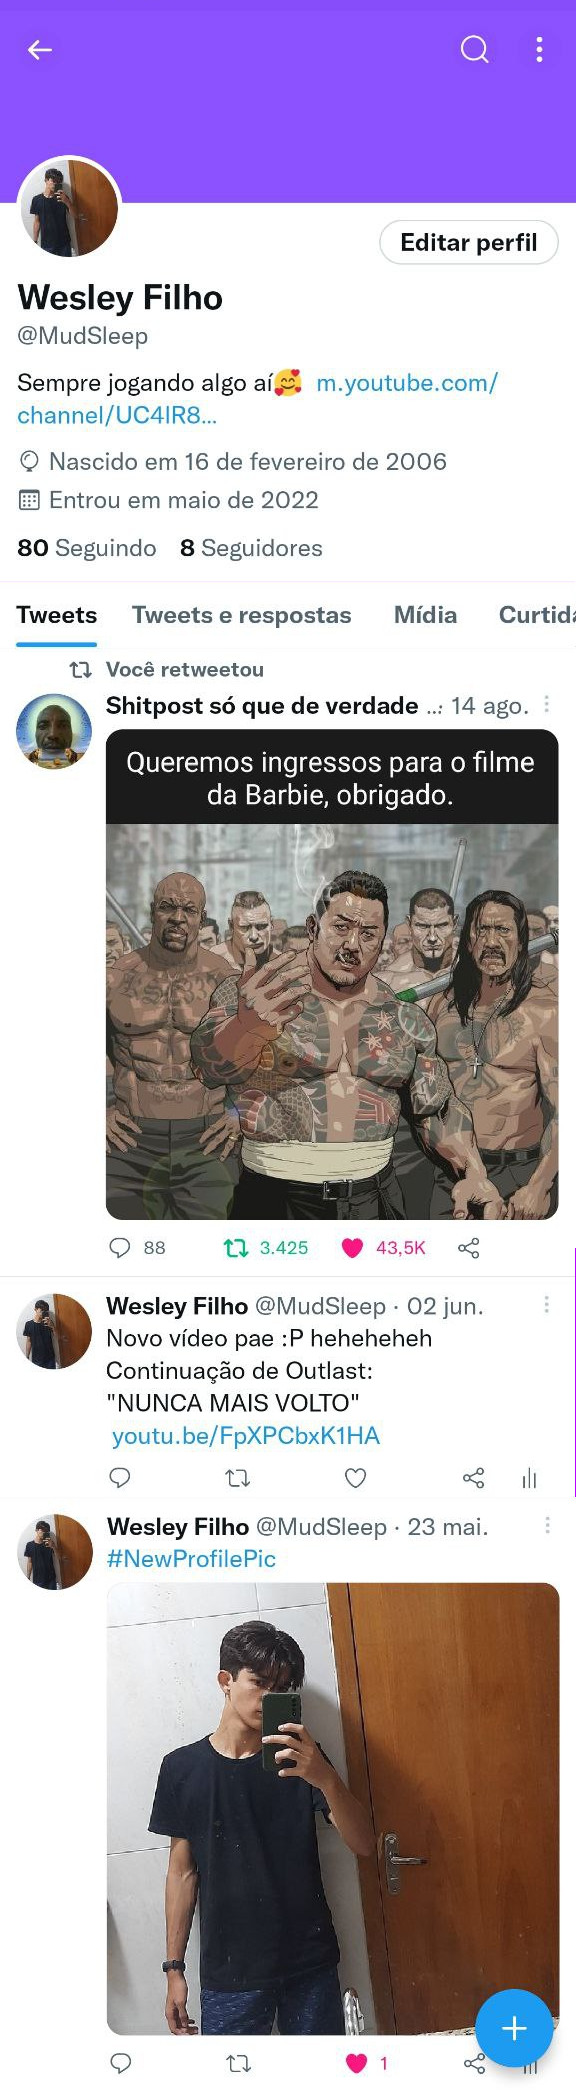 Editar perfil
Wesley Filho
@MudSleep
Sempre jogando algo aí🥰 m.youtube.com/
channel/UC4lR8...
Nascido em 16 de fevereiro de 2006
Entrou em maio de 2022
80 Seguindo 8 Seguidores
Tweets Tweets e respostas Mídia Curtida
Você retweetou
Shitpost só que de verdade ..: 14 ago.
Queremos ingressos para o filme
da Barbie, obrigado.
88 3.425 43,5K
Wesley Filho @MudSleep · 02 jun.
Novo vídeo pae :P heheheheh
Continuação de Outlast:
"NUNCA MAIS VOLTO"
youtu.be/FpXPCbxK1HA
Wesley Filho @MudSleep · 23 mai.
#NewProfilePic
1